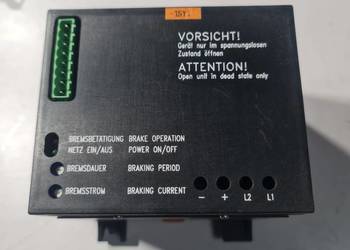 VORSICHT!
Gerät nur im spannungslosen
Zustand öffnen
ATTENTION!
Open unit in dead state only
BREMSBETÄTIGUNG BRAKE OPERATION
NETZ EIN/AUS POWER ON/OFF
BREMSDAUER BRAKING PERIOD
BREMSSTROM BRAKING CURRENT
− + L2 L1